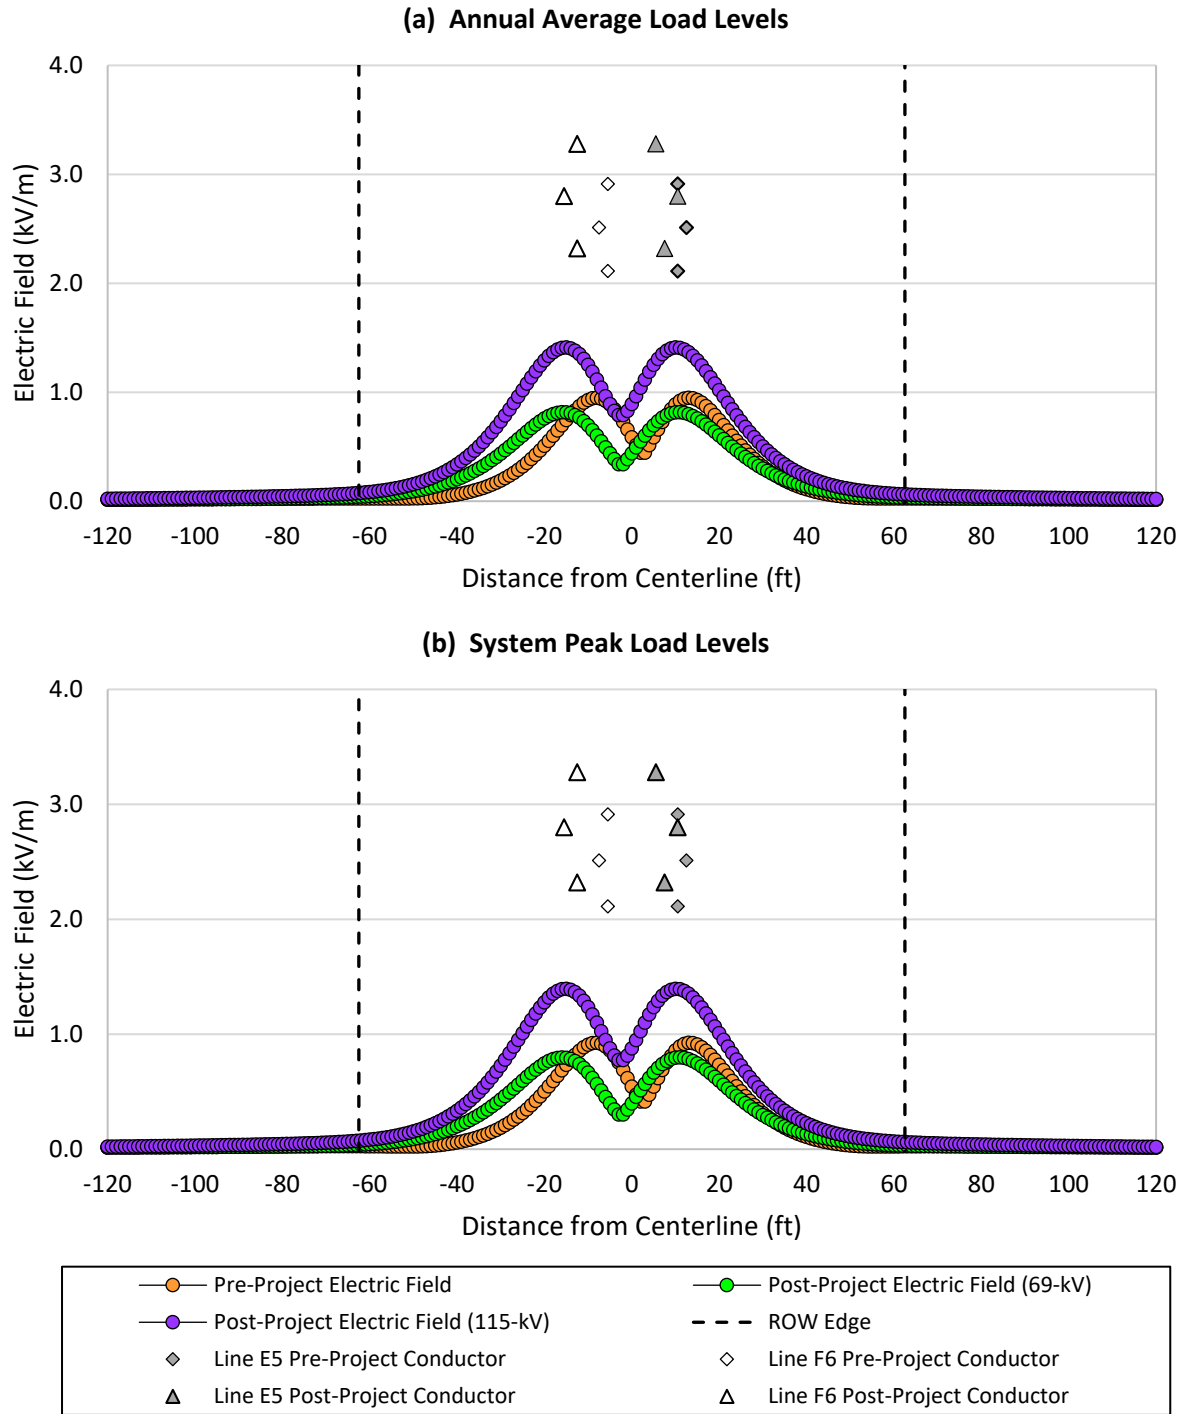 (a) Annual Average Load Levels
4.0
3.0
2.0
1.0
0.0
Electric Field (kV/m)
-120 -100 -80 -60 -40 -20 0 20 40 60 80 100 120
Distance from Centerline (ft)
(b) System Peak Load Levels
4.0
3.0
2.0
1.0
0.0
Electric Field (kV/m)
-120 -100 -80 -60 -40 -20 0 20 40 60 80 100 120
Distance from Centerline (ft)
Pre-Project Electric Field
Post-Project Electric Field (69-kV)
Post-Project Electric Field (115-kV)
ROW Edge
Line E5 Pre-Project Conductor
Line F6 Pre-Project Conductor
Line E5 Post-Project Conductor
Line F6 Post-Project Conductor